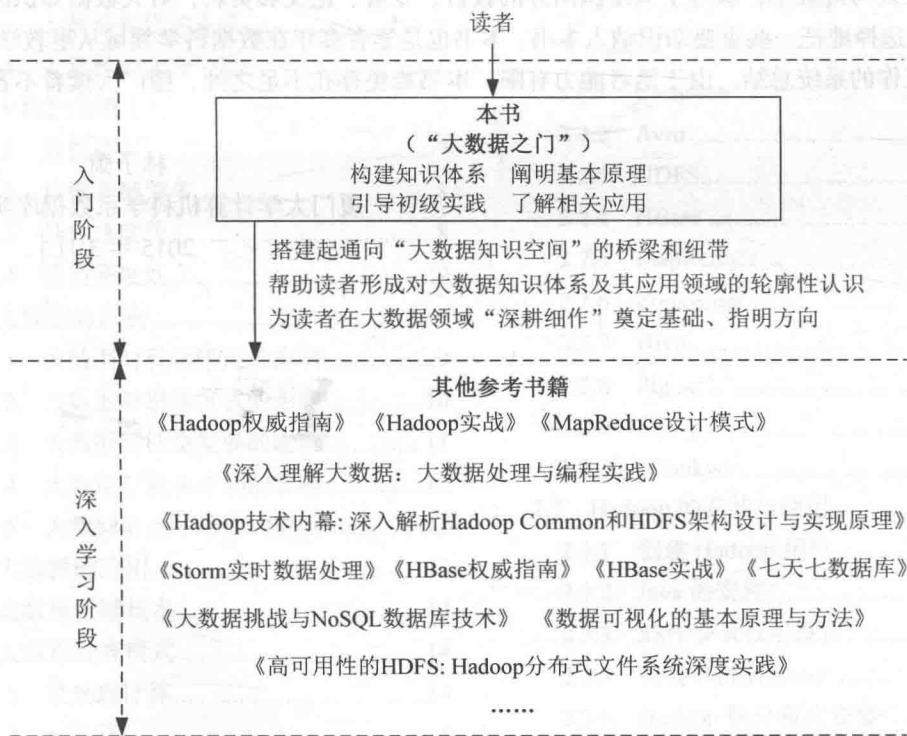 读者
入门阶段
本书
（“大数据之门”）
构建知识体系 阐明基本原理
引导初级实践 了解相关应用
搭建起通向“大数据知识空间”的桥梁和纽带
帮助读者形成对大数据知识体系及其应用领域的轮廓性认识
为读者在大数据领域“深耕细作”奠定基础、指明方向
深入学习阶段
其他参考书籍
《Hadoop权威指南》 《Hadoop实战》 《MapReduce设计模式》
《深入理解大数据：大数据处理与编程实践》
《Hadoop技术内幕: 深入解析Hadoop Common和HDFS架构设计与实现原理》
《Storm实时数据处理》 《HBase权威指南》 《HBase实战》 《七天七数据库》
《大数据挑战与NoSQL数据库技术》 《数据可视化的基本原理与方法》
《高可用性的HDFS: Hadoop分布式文件系统深度实践》
……